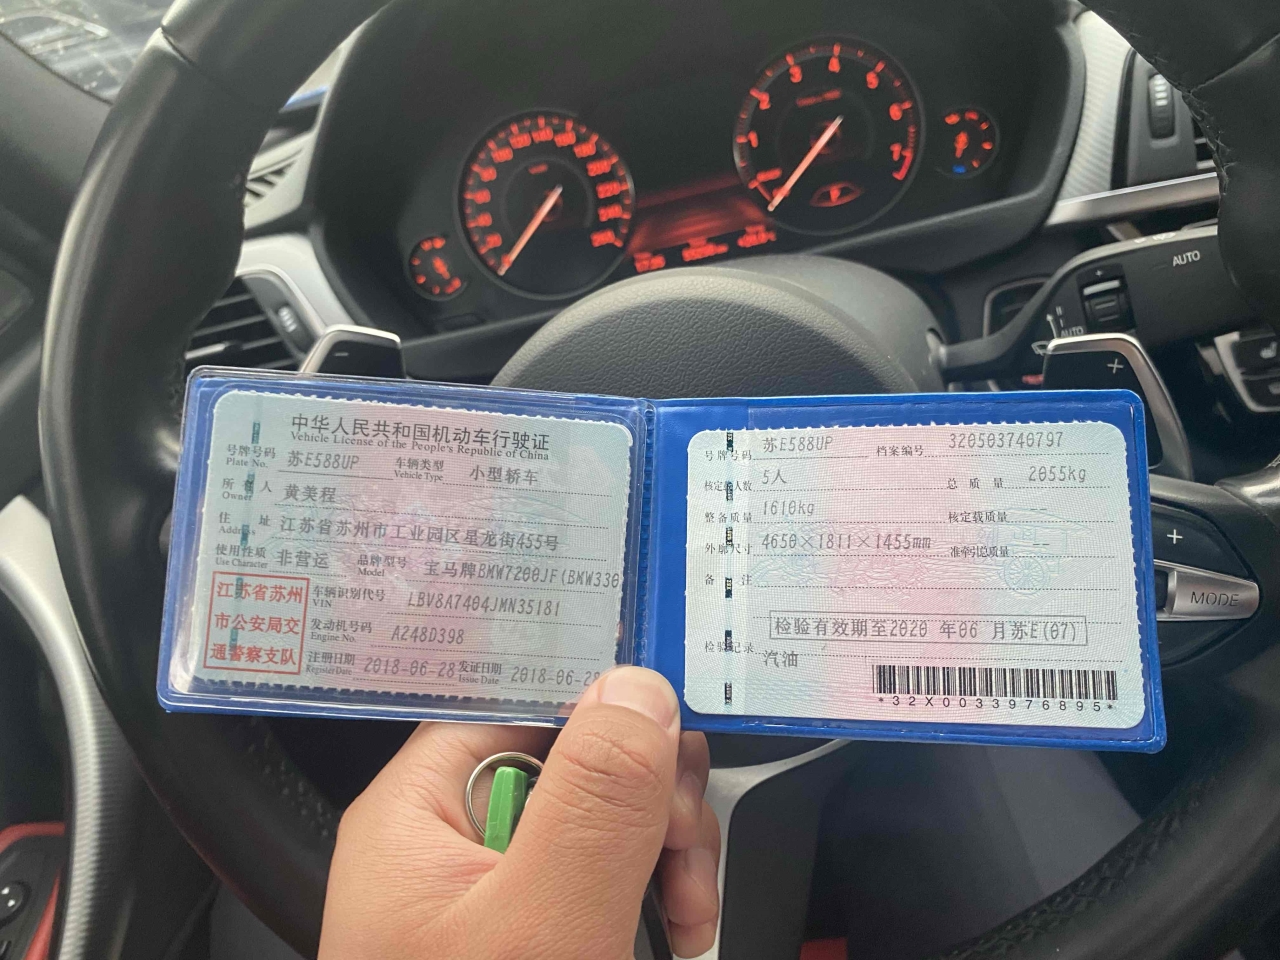 中华人民共和国机动车行驶证
Vehicle License of the People's Republic of China
号牌号码 Plate No. 苏E588UP 车辆类型 Vehicle Type 小型轿车
所有人 Owner 黄美程
住址 Address 江苏省苏州市工业园区星龙街455号
使用性质 Use Character 非营运 品牌型号 Model 宝马牌BMW7200JF(BMW330
江苏省苏州市公安局交通警察支队
车辆识别代号 VIN LBV8A7404JMN35181
发动机号码 Engine No. A248D398
注册日期 Register Date 2018-06-28 发证日期 Issue Date 2018-06-28
号牌号码 苏E588UP 档案编号 320503740797
核定载人数 5人 总质量 2055kg
整备质量 1610kg 核定载质量 --
外廓尺寸 4650×1811×1455mm 准牵引总质量 --
备注
检验有效期至2020 年06 月苏E(07)
检验记录
汽油
*32X0033976895*
AUTO
AUTO
MODE
1 2 3 4 5 6 7